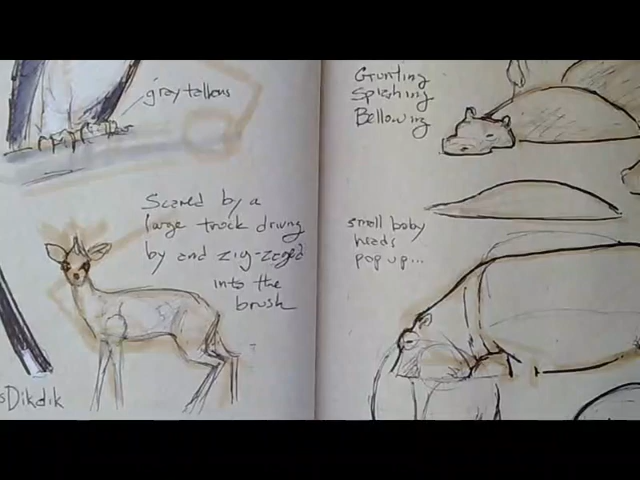 gray tallons
Scared by a
large truck driving
by and zig-zaged
into the
brush
sDikdik
Grunting
Splashing
Bellowing
small baby
heads
pop up...